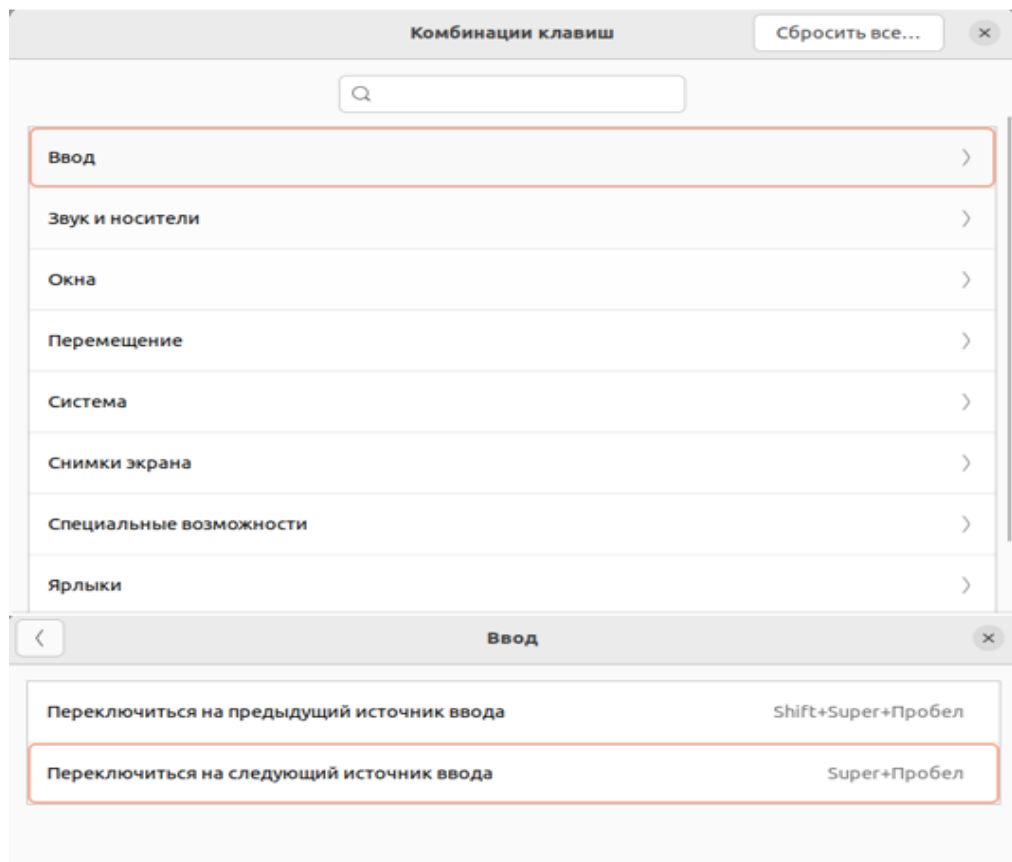 Комбинации клавиш Сбросить все...
Ввод
Звук и носители
Окна
Перемещение
Система
Снимки экрана
Специальные возможности
Ярлыки
Ввод
Переключиться на предыдущий источник ввода Shift+Super+Пробел
Переключиться на следующий источник ввода Super+Пробел